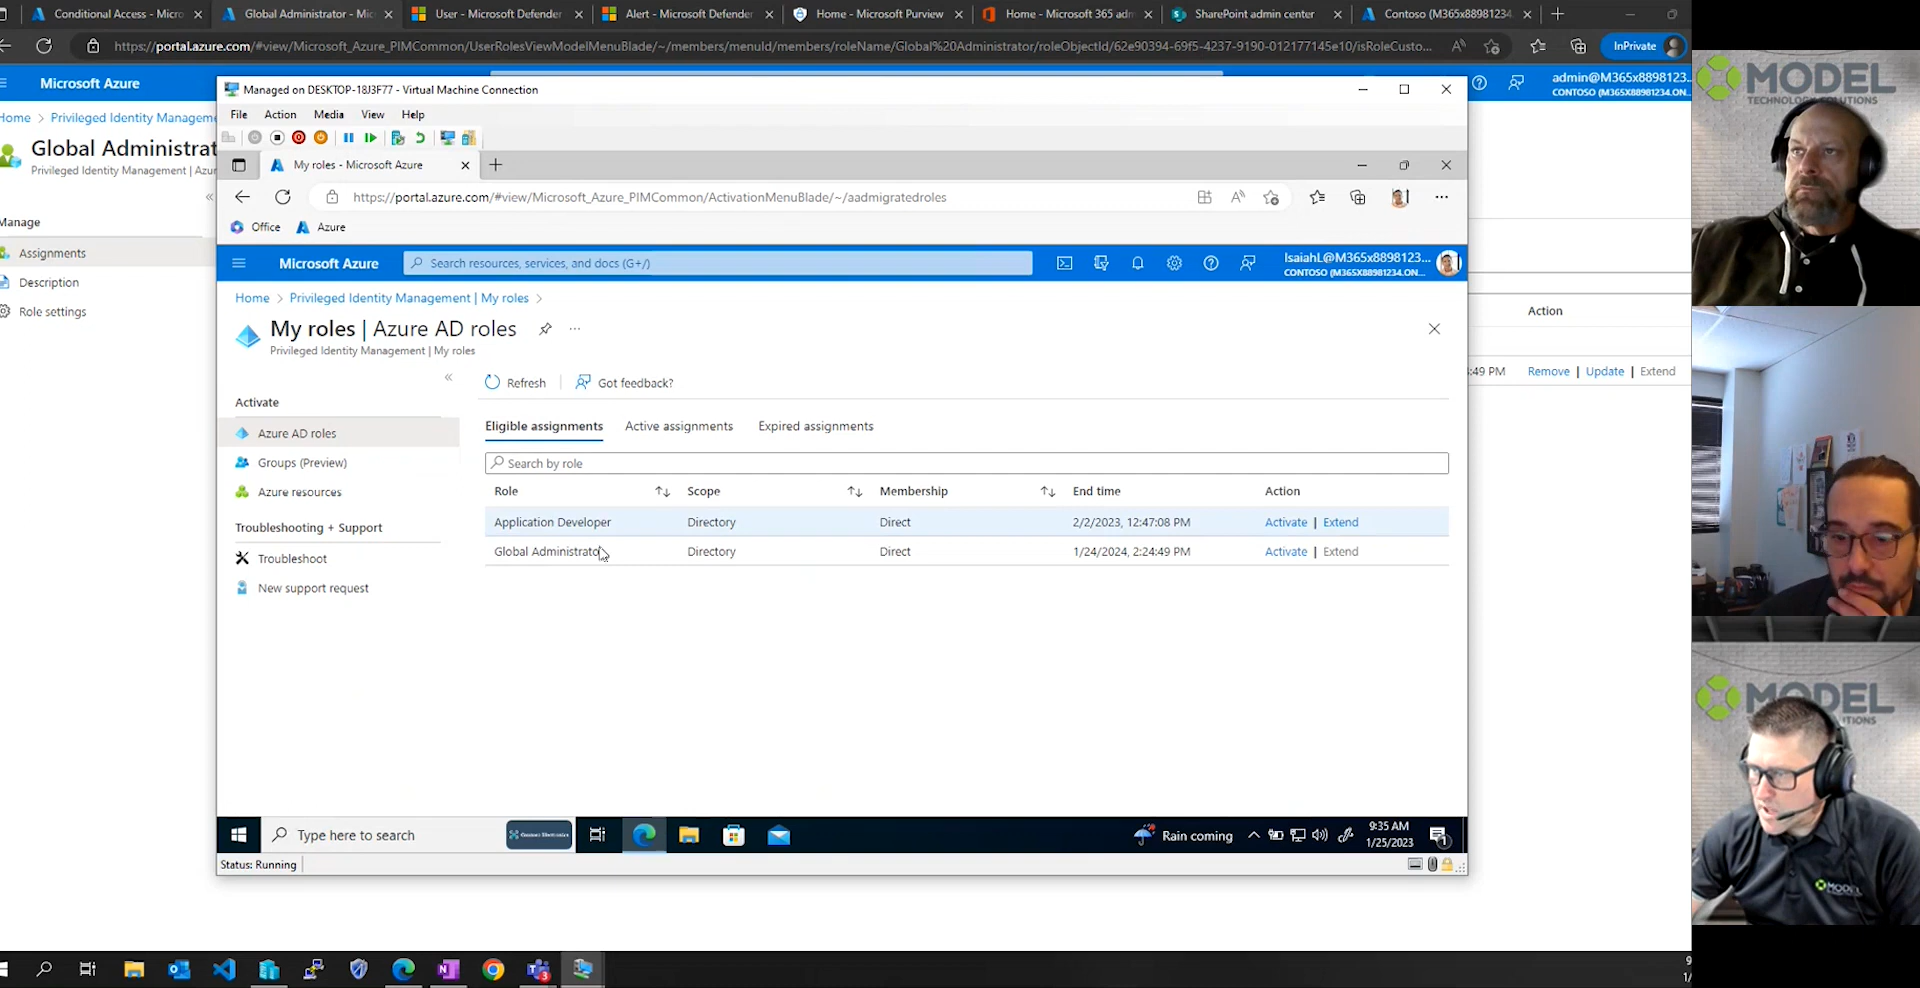 Conditional Access - Micro
Global Administrator - Mic
User - Microsoft Defender
Alert - Microsoft Defender
Home - Microsoft Purview
Home - Microsoft 365 adm
SharePoint admin center
Contoso (M365x88981234.
https://portal.azure.com/#view/Microsoft_Azure_PIMCommon/UserRolesViewModelMenuBlade/~/members/menuId/members/roleName/Global%20Administrator/roleObjectId/62e90394-69f5-4237-9190-012177145e10/isRoleCusto...
InPrivate
Microsoft Azure
admin@M365x8898123...
CONTOSO (M365X88981234.ON...
Home > Privileged Identity Manageme
Global Administrat
Privileged Identity Management | Azur
Manage
Assignments
Description
Role settings
Action
:49 PM Remove | Update | Extend
Managed on DESKTOP-18J3F77 - Virtual Machine Connection
File Action Media View Help
My roles - Microsoft Azure
https://portal.azure.com/#view/Microsoft_Azure_PIMCommon/ActivationMenuBlade/~/aadmigratedroles
Office Azure
Microsoft Azure
Search resources, services, and docs (G+/)
IsaiahL@M365x8898123...
CONTOSO (M365X88981234.ON...
Home > Privileged Identity Management | My roles >
My roles | Azure AD roles
Privileged Identity Management | My roles
Refresh | Got feedback?
Activate
Azure AD roles
Groups (Preview)
Azure resources
Troubleshooting + Support
Troubleshoot
New support request
Eligible assignments Active assignments Expired assignments
Search by role
Role Scope Membership End time Action
Application Developer Directory Direct 2/2/2023, 12:47:08 PM Activate | Extend
Global Administrator Directory Direct 1/24/2024, 2:24:49 PM Activate | Extend
Type here to search
Rain coming
9:35 AM
1/25/2023
Status: Running
MODEL
TECHNOLOGY SOLUTIONS
MODEL
MODEL